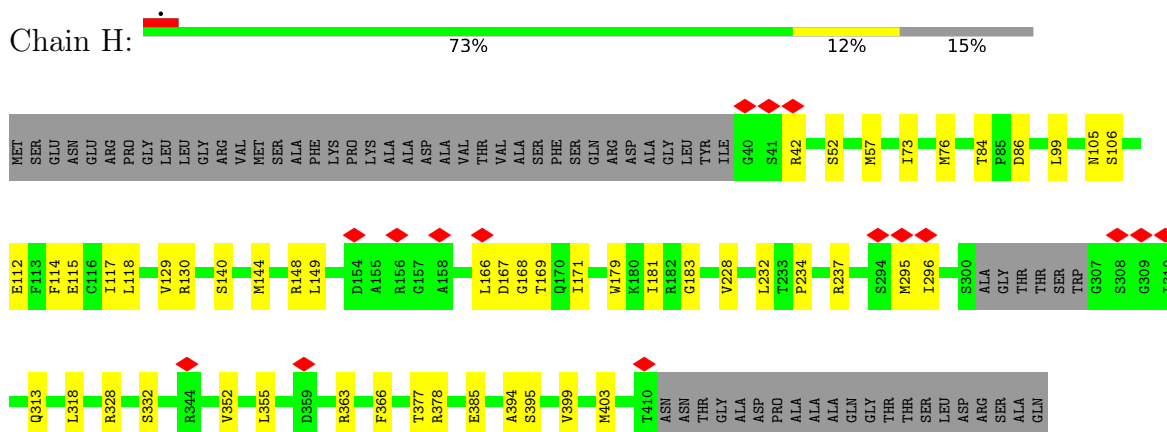 Chain H:
73% 12% 15%
MET SER GLU ASN GLU ARG PRO GLY LEU LEU GLY ARG VAL MET SER ALA PHE LYS PRO LYS ALA ALA ASP ALA VAL THR VAL ALA SER PHE SER GLN ARG ASP ALA GLY LEU TYR ILE G40 S41 R42 S52 M57 I73 M76 T84 P85 D86 L99 N105 S106
E112 F113 F114 E115 C116 I117 L118 V129 R130 S140 M144 R148 L149 D154 A155 R156 G157 A158 L166 D167 G168 T169 Q170 I171 W179 K180 I181 R182 G183 V228 L232 T233 P234 R237 S294 M295 I296 S300 ALA GLY THR THR SER TRP G307 S308 G309
Q313 L318 R328 S332 R344 V352 L355 D359 R363 F366 T377 R378 E385 A394 S395 V399 M403 T410 ASN ASN THR GLY ALA ASP PRO ALA ALA ALA GLN GLY THR THR SER LEU ASP ARG SER ALA GLN